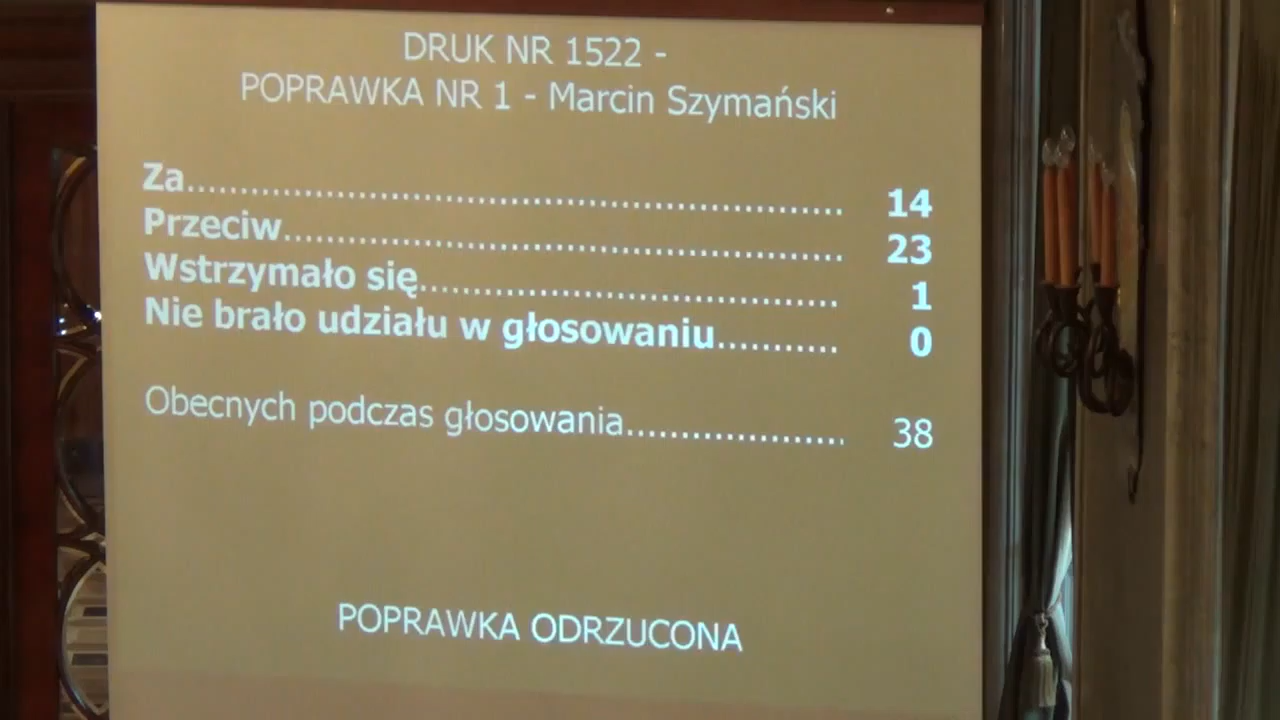 DRUK NR 1522 -
POPRAWKA NR 1 - Marcin Szymański
Za............................................................... 14
Przeciw...................................................... 23
Wstrzymało się........................................ 1
Nie brało udziału w głosowaniu........... 0
Obecnych podczas głosowania.................... 38
POPRAWKA ODRZUCONA